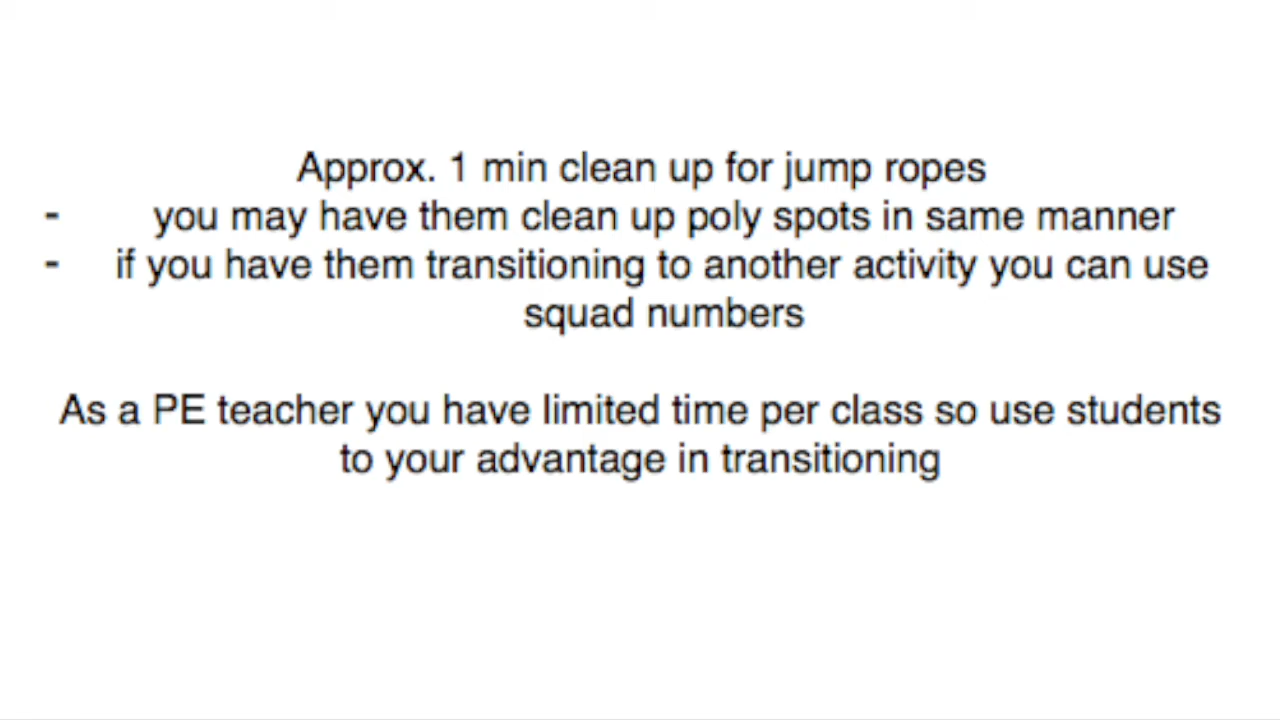 Approx. 1 min clean up for jump ropes
- you may have them clean up poly spots in same manner
- if you have them transitioning to another activity you can use
squad numbers
As a PE teacher you have limited time per class so use students
to your advantage in transitioning